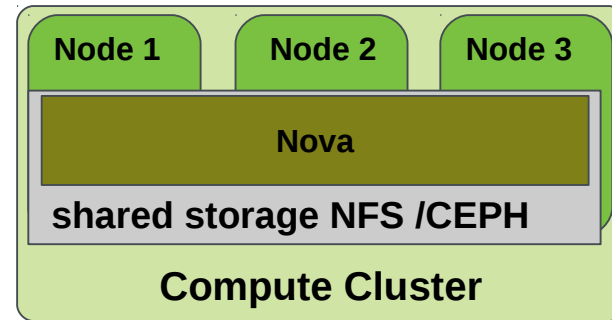 Node 1 Node 2 Node 3
Nova
shared storage NFS /CEPH
Compute Cluster